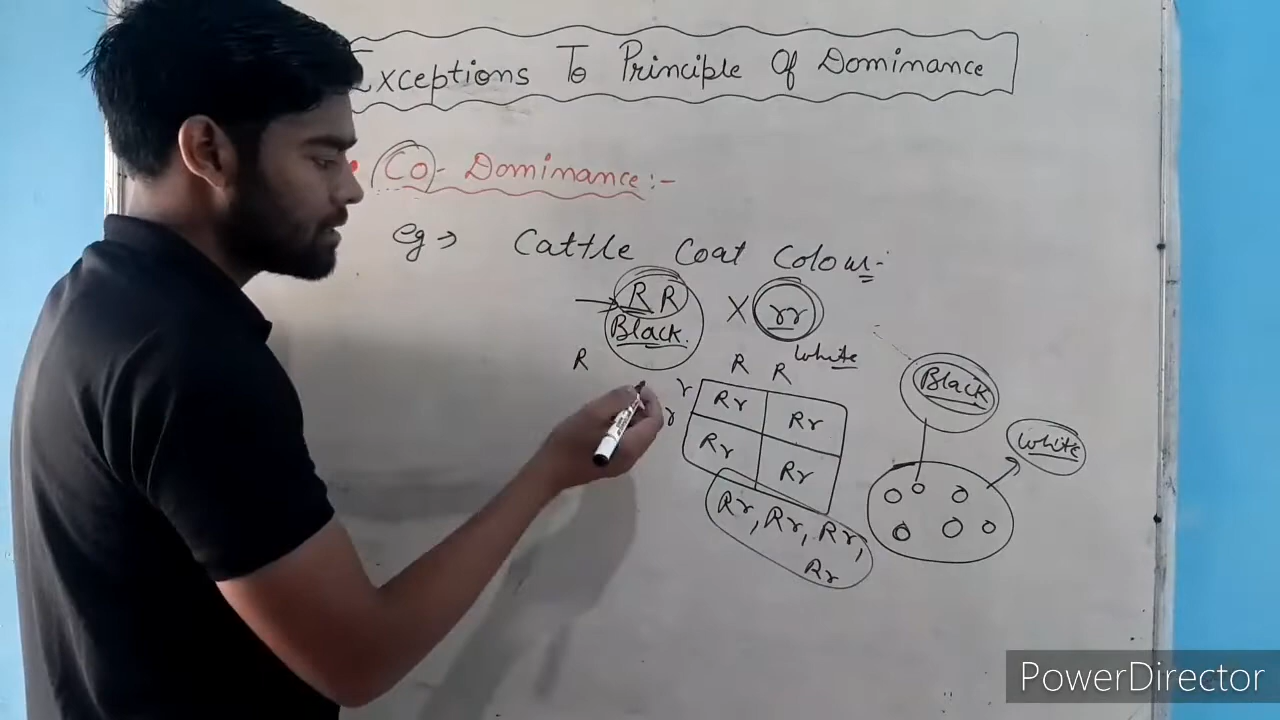 Exceptions To Principle Of Dominance
Co- Dominance:-
eg → Cattle Coat Colour:-
RR X rr
Black.
White
R
R R
r Rr Rr
r Rr Rr
Rr, Rr, Rr,
Rr
Black
White
PowerDirector